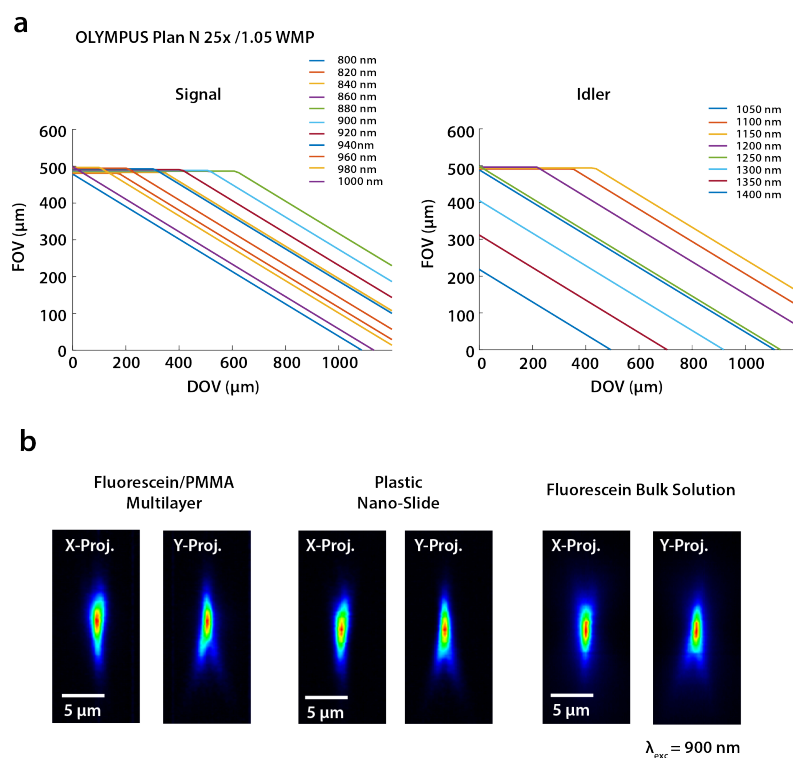 a
OLYMPUS Plan N 25x /1.05 WMP
Signal
800 nm
820 nm
840 nm
860 nm
880 nm
900 nm
920 nm
940nm
960 nm
980 nm
1000 nm
600
500
400
300
200
100
0
FOV (µm)
0 200 400 600 800 1000
DOV (µm)
Idler
1050 nm
1100 nm
1150 nm
1200 nm
1250 nm
1300 nm
1350 nm
1400 nm
600
500
400
300
200
100
0
FOV (µm)
0 200 400 600 800 1000
DOV (µm)
b
Fluorescein/PMMA
Multilayer
X-Proj.
Y-Proj.
5 µm
Plastic
Nano-Slide
X-Proj.
Y-Proj.
5 µm
Fluorescein Bulk Solution
X-Proj.
Y-Proj.
5 µm
λexc = 900 nm